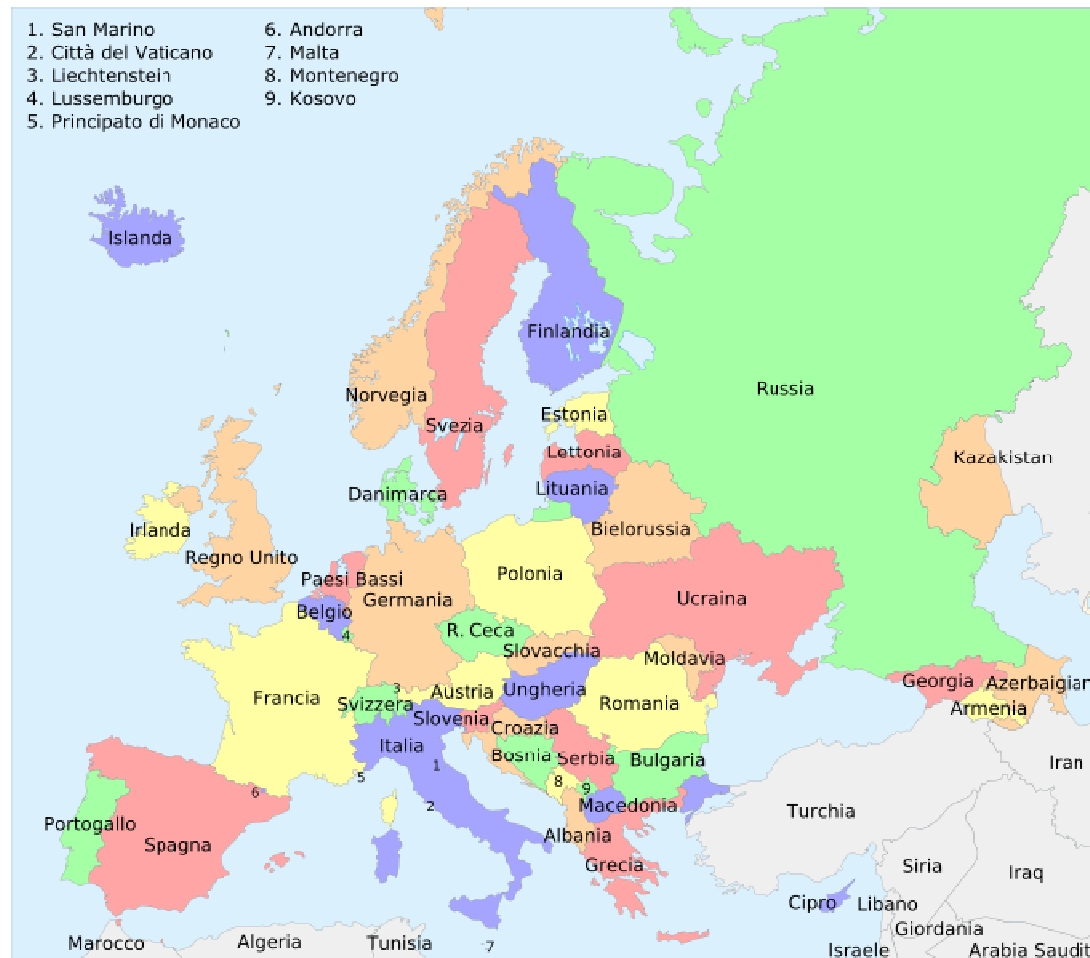 1. San Marino
2. Città del Vaticano
3. Liechtenstein
4. Lussemburgo
5. Principato di Monaco
6. Andorra
7. Malta
8. Montenegro
9. Kosovo
Islanda
Finlandia
Russia
Norvegia
Svezia
Estonia
Lettonia
Kazakistan
Danimarca
Lituania
Irlanda
Regno Unito
Bielorussia
Paesi Bassi
Germania
Polonia
Ucraina
Belgio
4
R. Ceca
Slovacchia
Moldavia
Francia
Svizzera
3
Austria
Ungheria
Romania
Georgia
Azerbaigian
Armenia
Slovenia
Croazia
Italia
Bosnia
Serbia
Bulgaria
1
5
8
9
Iran
6
2
Macedonia
Turchia
Portogallo
Spagna
Albania
Grecia
Siria
Iraq
Cipro
Libano
Giordania
Marocco
Algeria
Tunisia
7
Israele
Arabia Saudit